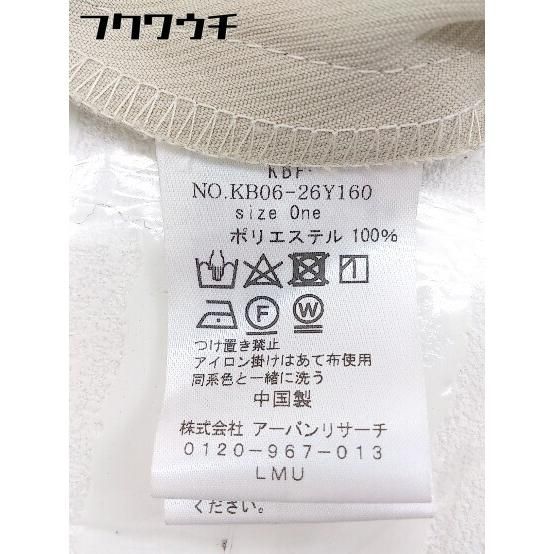 フクワウチ
KBF
NO.KB06-26Y160
size One
ポリエステル 100%
F W
つけ置き禁止
アイロン掛けはあて布使用
同系色と一緒に洗う
中国製
株式会社 アーバンリサーチ
0120-967-013
LMU
ください。